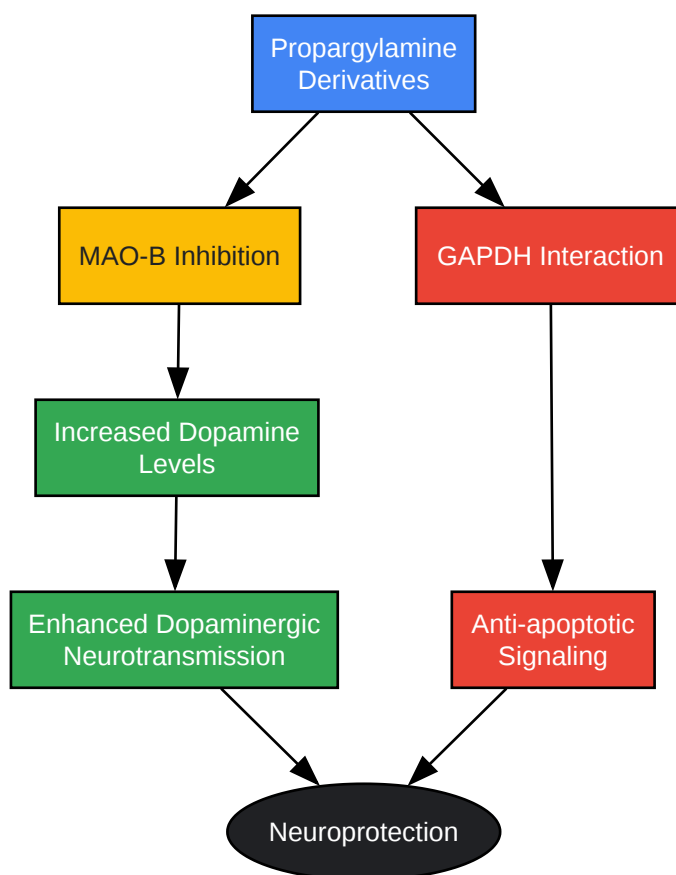 Propargylamine
Derivatives
MAO-B Inhibition
GAPDH Interaction
Increased Dopamine
Levels
Enhanced Dopaminergic
Neurotransmission
Anti-apoptotic
Signaling
Neuroprotection